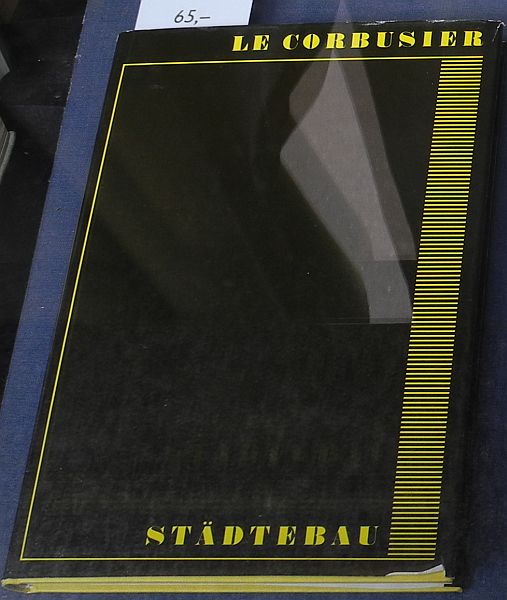 65,-
LE CORBUSIER
STÄDTEBAU